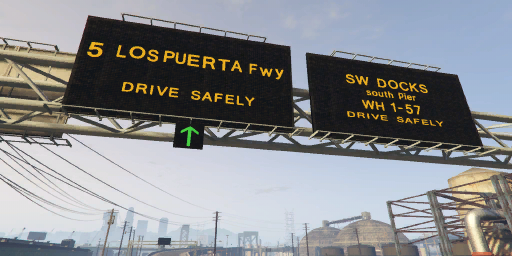 5 LOS PUERTA Fwy
DRIVE SAFELY
SW DOCKS
south Pier
WH 1-57
DRIVE SAFELY